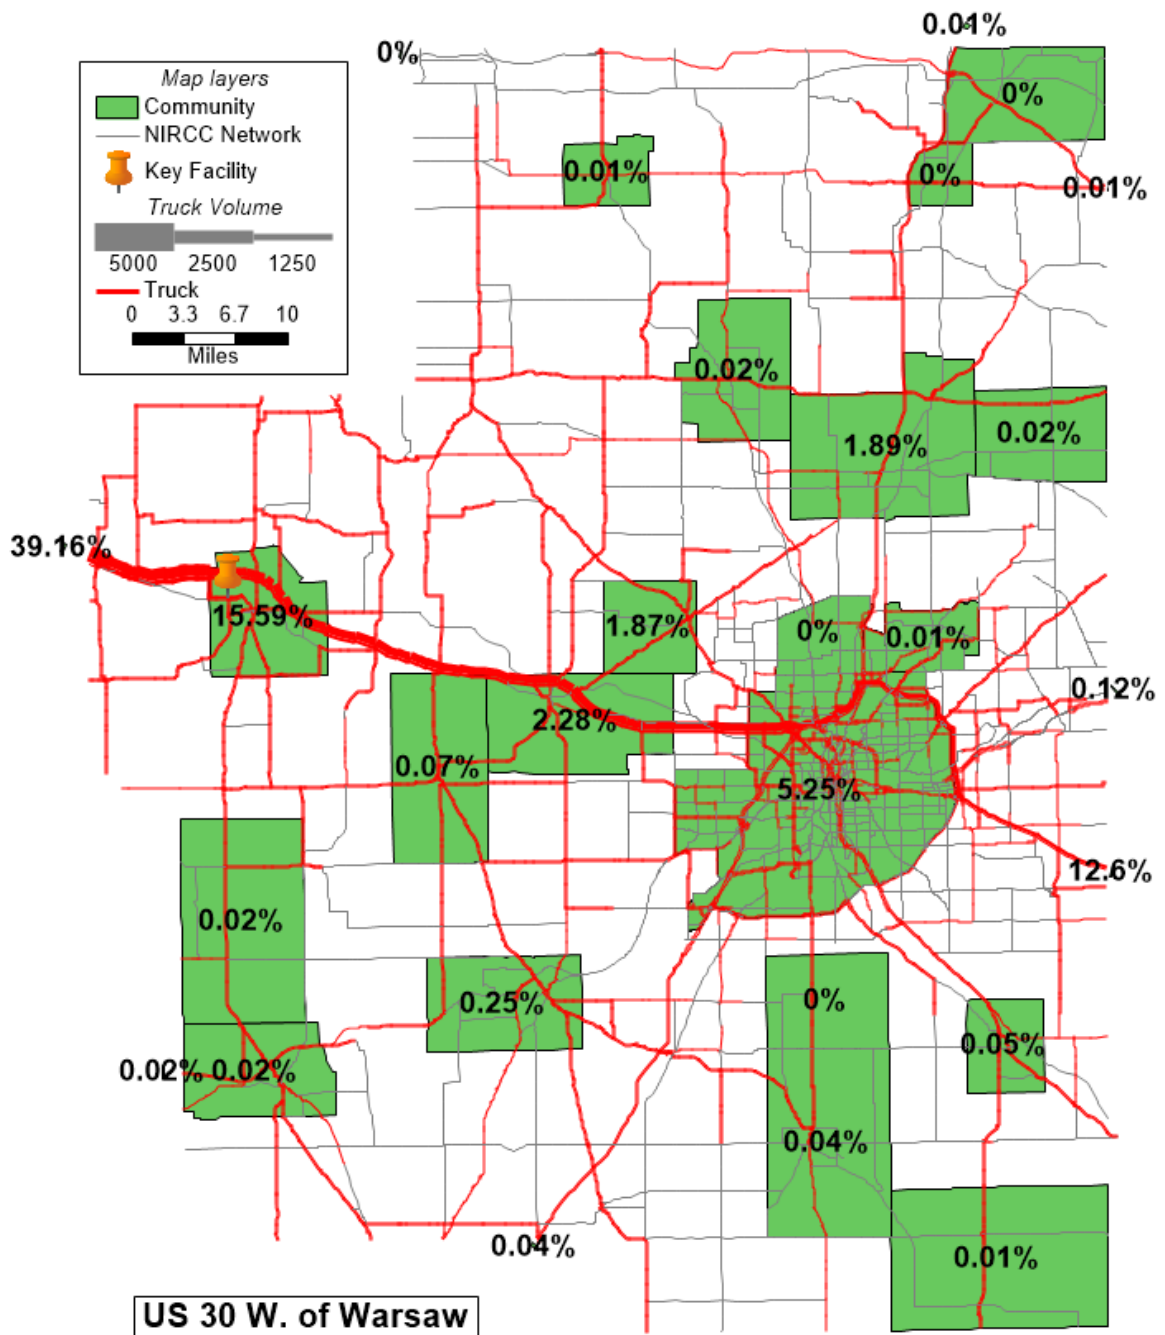 0.01%
0%
Map layers
Community
NIRCC Network
Key Facility
Truck Volume
5000 2500 1250
Truck
0 3.3 6.7 10
Miles
0%
0.01%
0%
0.01%
0.02%
1.89%
0.02%
39.16%
15.59%
1.87%
0%
0.01%
0.12%
2.28%
0.07%
5.25%
12.6%
0.02%
0.25%
0%
0.05%
0.02%
0.02%
0.04%
0.04%
0.01%
US 30 W. of Warsaw